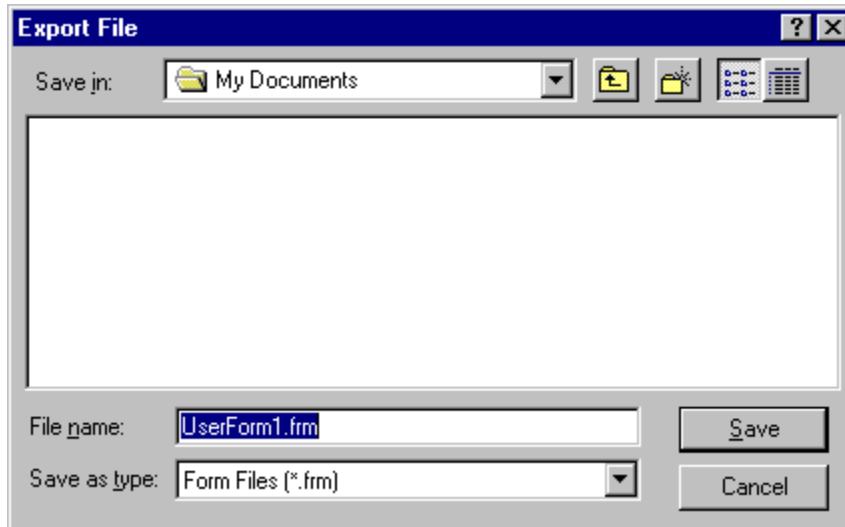 Export File
Save in: My Documents
File name: UserForm1.frm Save
Save as type: Form Files (*.frm) Cancel